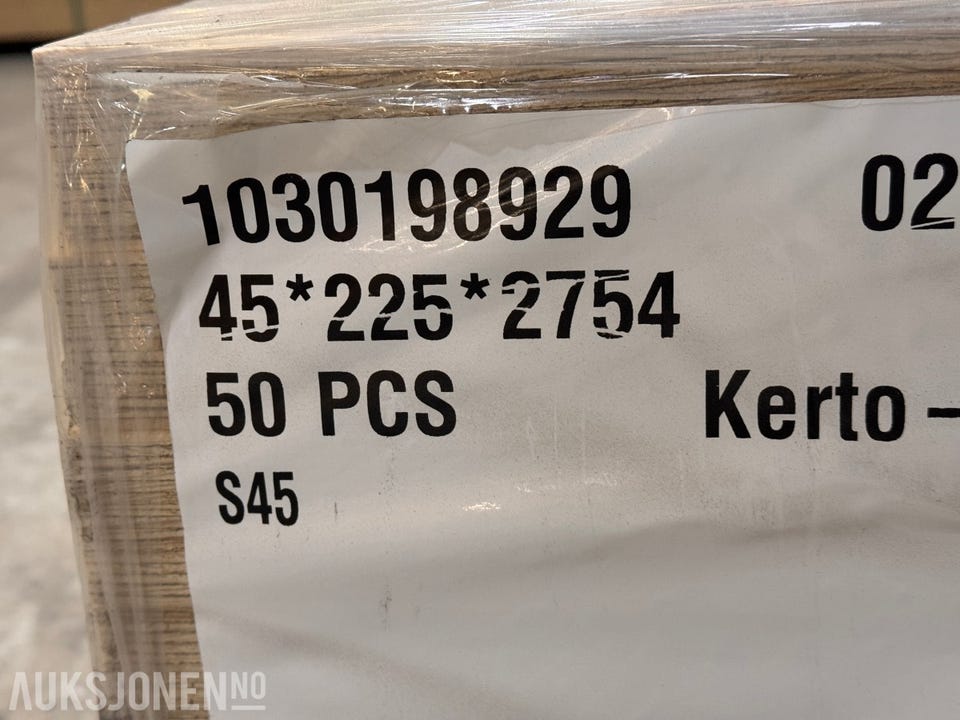 1030198929 02
45*225*2754
50 PCS Kerto –
S45
AUKSJONEN NO